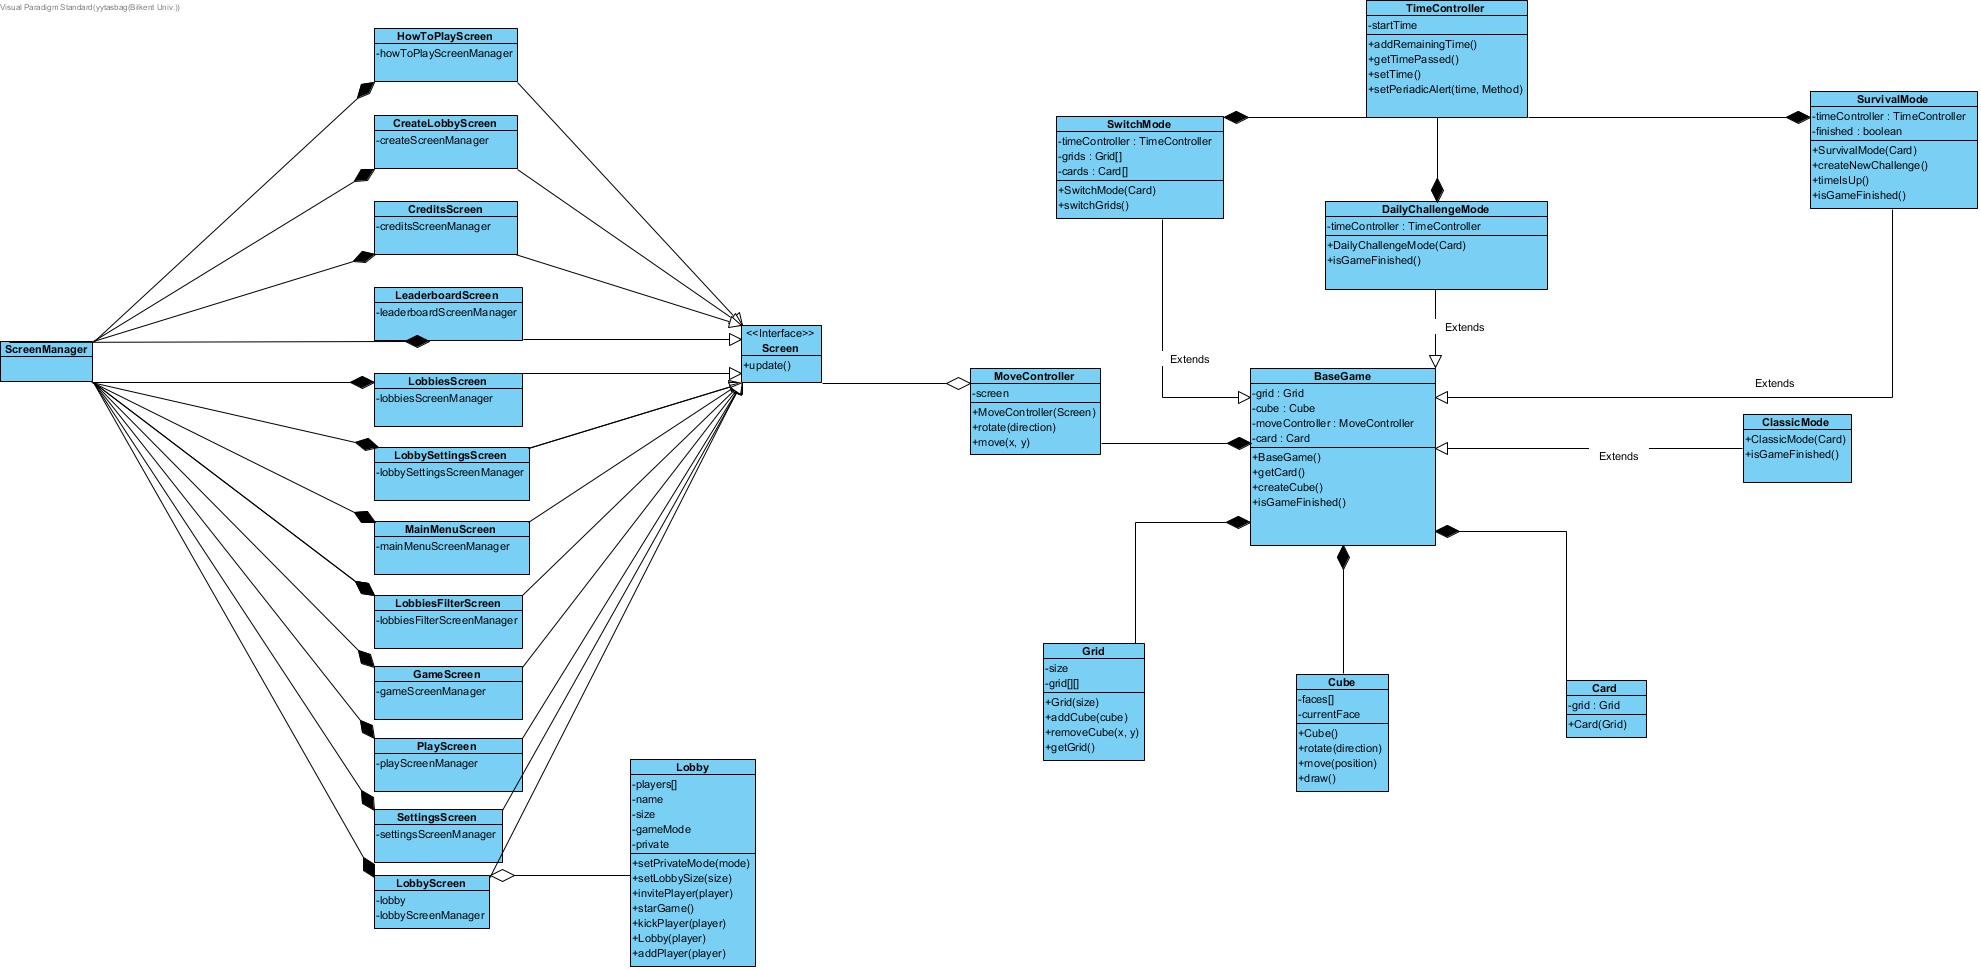 Visual Paradigm Standard(yytasbag(Bilkent Univ.))
HowToPlayScreen
-howToPlayScreenManager
CreateLobbyScreen
-createScreenManager
CreditsScreen
-creditsScreenManager
LeaderboardScreen
-leaderboardScreenManager
ScreenManager
LobbiesScreen
-lobbiesScreenManager
LobbySettingsScreen
-lobbySettingsScreenManager
MainMenuScreen
-mainMenuScreenManager
LobbiesFilterScreen
-lobbiesFilterScreenManager
GameScreen
-gameScreenManager
PlayScreen
-playScreenManager
SettingsScreen
-settingsScreenManager
LobbyScreen
-lobby
-lobbyScreenManager
Lobby
-players[]
-name
-size
-gameMode
-private
+setPrivateMode(mode)
+setLobbySize(size)
+invitePlayer(player)
+starGame()
+kickPlayer(player)
+Lobby(player)
+addPlayer(player)
<<Interface>>
Screen
+update()
MoveController
-screen
+MoveController(Screen)
+rotate(direction)
+move(x, y)
TimeController
-startTime
+addRemainingTime()
+getTimePassed()
+setTime()
+setPeriadicAlert(time, Method)
SwitchMode
-timeController : TimeController
-grids : Grid[]
-cards : Card[]
+SwitchMode(Card)
+switchGrids()
DailyChallengeMode
-timeController : TimeController
+DailyChallengeMode(Card)
+isGameFinished()
SurvivalMode
-timeController : TimeController
-finished : boolean
+SurvivalMode(Card)
+createNewChallenge()
+timeIsUp()
+isGameFinished()
Extends
Extends
Extends
Extends
BaseGame
-grid : Grid
-cube : Cube
-moveController : MoveController
-card : Card
+BaseGame()
+getCard()
+createCube()
+isGameFinished()
ClassicMode
+ClassicMode(Card)
+isGameFinished()
Grid
-size
-grid[][]
+Grid(size)
+addCube(cube)
+removeCube(x, y)
+getGrid()
Cube
-faces[]
-currentFace
+Cube()
+rotate(direction)
+move(position)
+draw()
Card
-grid : Grid
+Card(Grid)